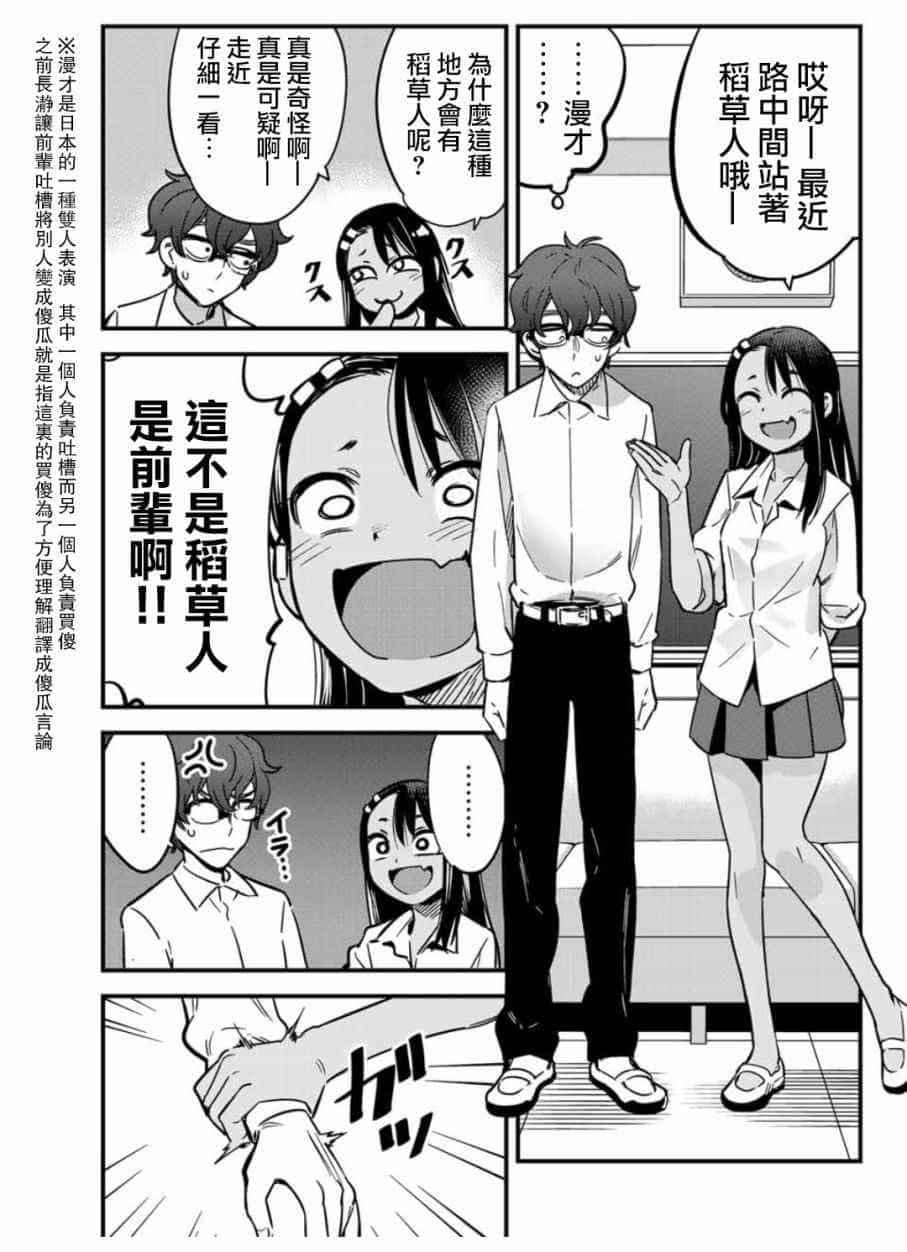 哎呀ー最近
路中間站著
稻草人哦ー
……漫才
……?
為什麼這種
地方會有
稻草人呢?
真是奇怪啊ー
真是可疑啊ー
走近
仔細一看…
這不是稻草人
是前輩啊!!
……
……
イラ…
ガッ
※漫才是日本的一種雙人表演 其中一個人負責吐槽而另一個人負責買傻
之前長瀞讓前輩吐槽將別人變成傻瓜就是指這裏的買傻為了方便理解翻譯成傻瓜言論